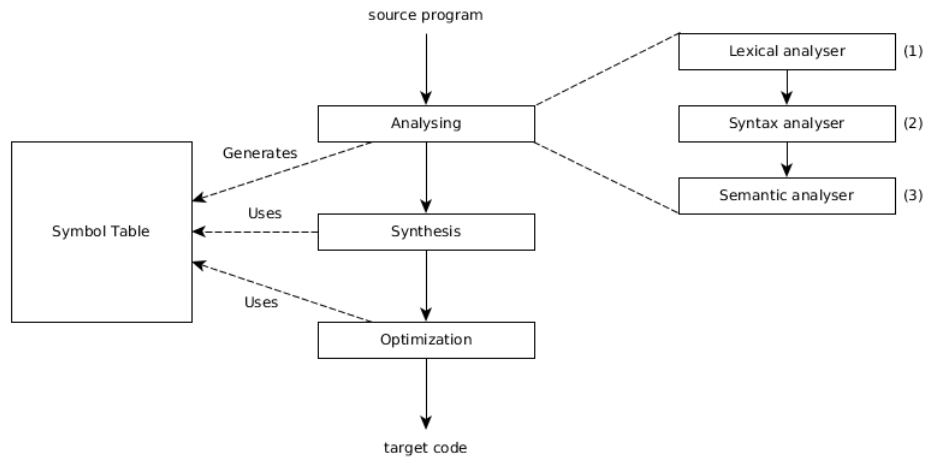 source program
Lexical analyser (1)
Analysing
Syntax analyser (2)
Generates
Semantic analyser (3)
Uses
Symbol Table
Synthesis
Uses
Optimization
target code